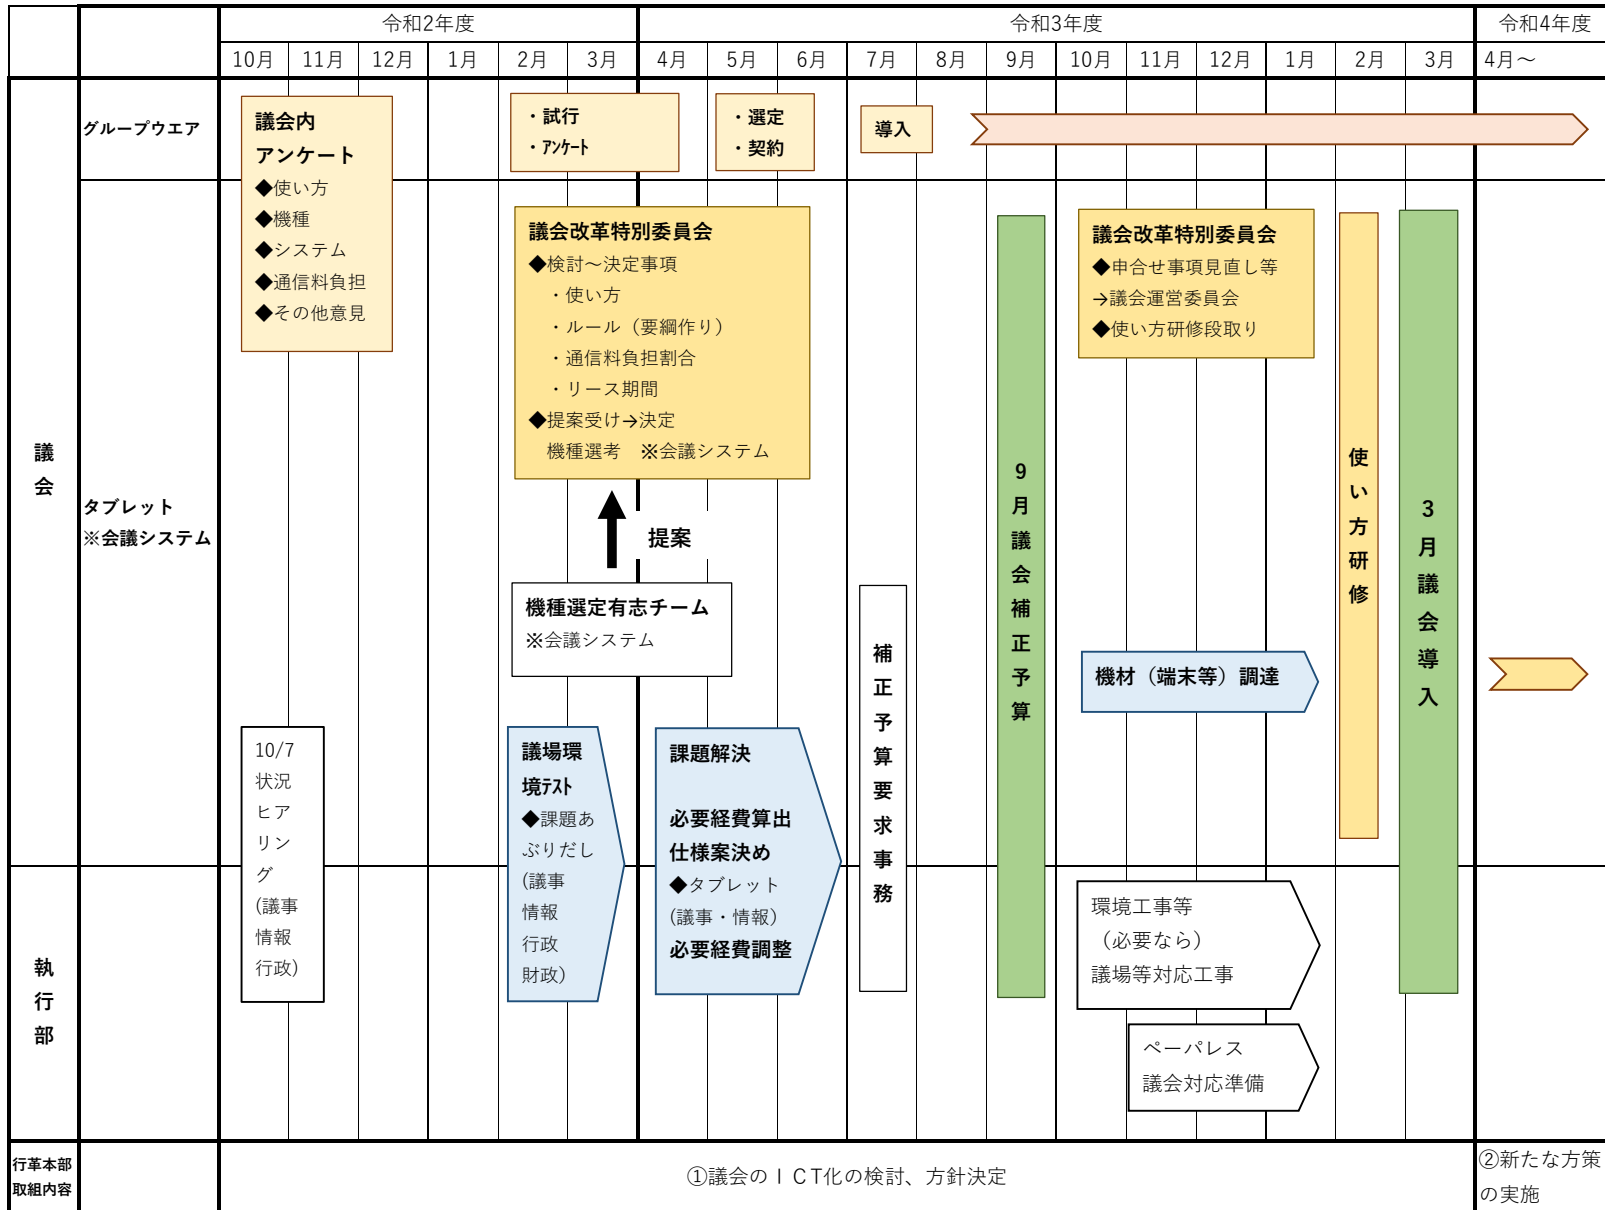 令和2年度
令和3年度
令和4年度
10月
11月
12月
1月
2月
3月
4月
5月
6月
7月
8月
9月
10月
11月
12月
1月
2月
3月
4月～
議会
グループウエア
議会内
アンケート
◆使い方
◆機種
◆システム
◆通信料負担
◆その他意見
・試行
・ｱﾝｹｰﾄ
・選定
・契約
導入
タブレット
※会議システム
議会改革特別委員会
◆検討～決定事項
・使い方
・ルール（要綱作り）
・通信料負担割合
・リース期間
◆提案受け→決定
機種選考　※会議システム
提案
機種選定有志チーム
※会議システム
10/7
状況
ヒア
リン
グ
(議事
情報
行政)
議場環
境ﾃｽﾄ
◆課題あ
ぶりだし
(議事
情報
行政
財政)
課題解決
必要経費算出
仕様案決め
◆タブレット
(議事・情報)
必要経費調整
補正予算要求事務
9月議会補正予算
議会改革特別委員会
◆申合せ事項見直し等
→議会運営委員会
◆使い方研修段取り
機材（端末等）調達
使い方研修
3月議会導入
執行部
環境工事等
（必要なら）
議場等対応工事
ペーパレス
議会対応準備
行革本部
取組内容
①議会のＩＣT化の検討、方針決定
②新たな方策
の実施